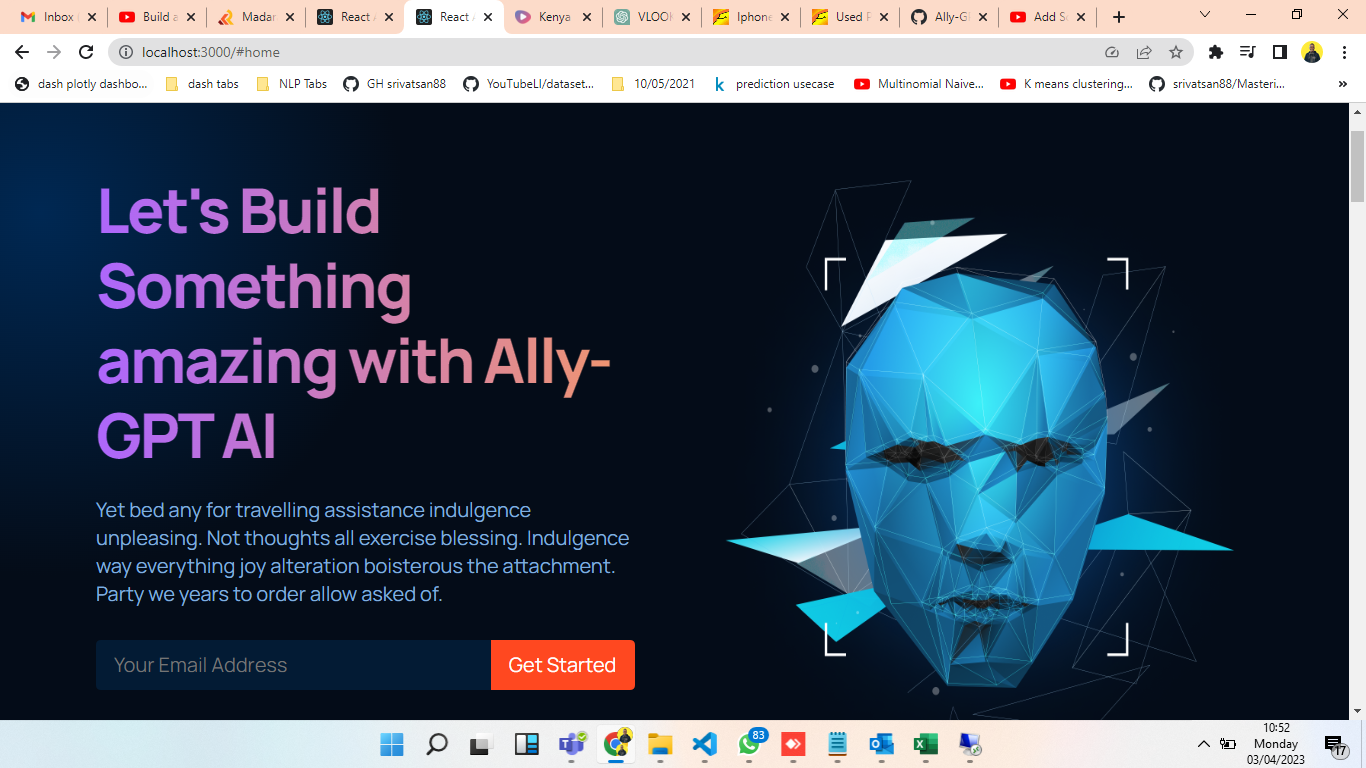 Inbox
Build a
Madar
React A
React A
Kenya
VLOOK
Iphone
Used P
Ally-G
Add So
localhost:3000/#home
dash plotly dashbo...
dash tabs
NLP Tabs
GH srivatsan88
YouTubeLI/dataset...
10/05/2021
prediction usecase
Multinomial Naive...
K means clustering...
srivatsan88/Masteri...
»
Let's Build
Something
amazing with Ally-
GPT AI
Yet bed any for travelling assistance indulgence
unpleasing. Not thoughts all exercise blessing. Indulgence
way everything joy alteration boisterous the attachment.
Party we years to order allow asked of.
Your Email Address
Get Started
83
10:52
Monday
03/04/2023
17